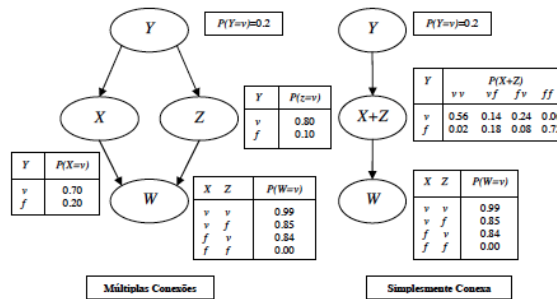 Y
P(Y=v)=0.2
X
Z
Y P(z=v)
v 0.80
f 0.10
Y P(X=v)
v 0.70
f 0.20
W
X Z P(W=v)
v v 0.99
v f 0.85
f v 0.84
f f 0.00
Múltiplas Conexões
Y
P(Y=v)=0.2
X+Z
Y P(X+Z)
v v v f f v f f
v 0.56 0.14 0.24
f 0.02 0.18 0.08
W
X Z P(W=v)
v v 0.99
v f 0.85
f v 0.84
f f 0.00
Simplesmente Conexa